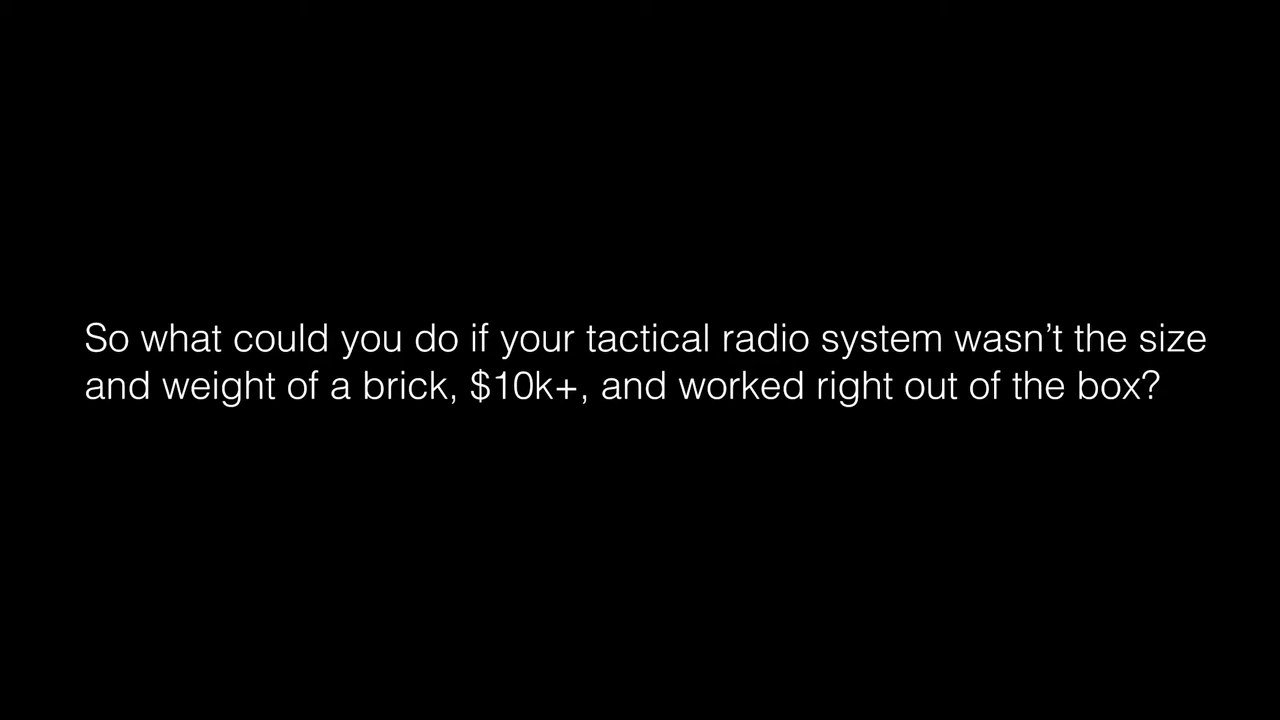 So what could you do if your tactical radio system wasn’t the size
and weight of a brick, $10k+, and worked right out of the box?